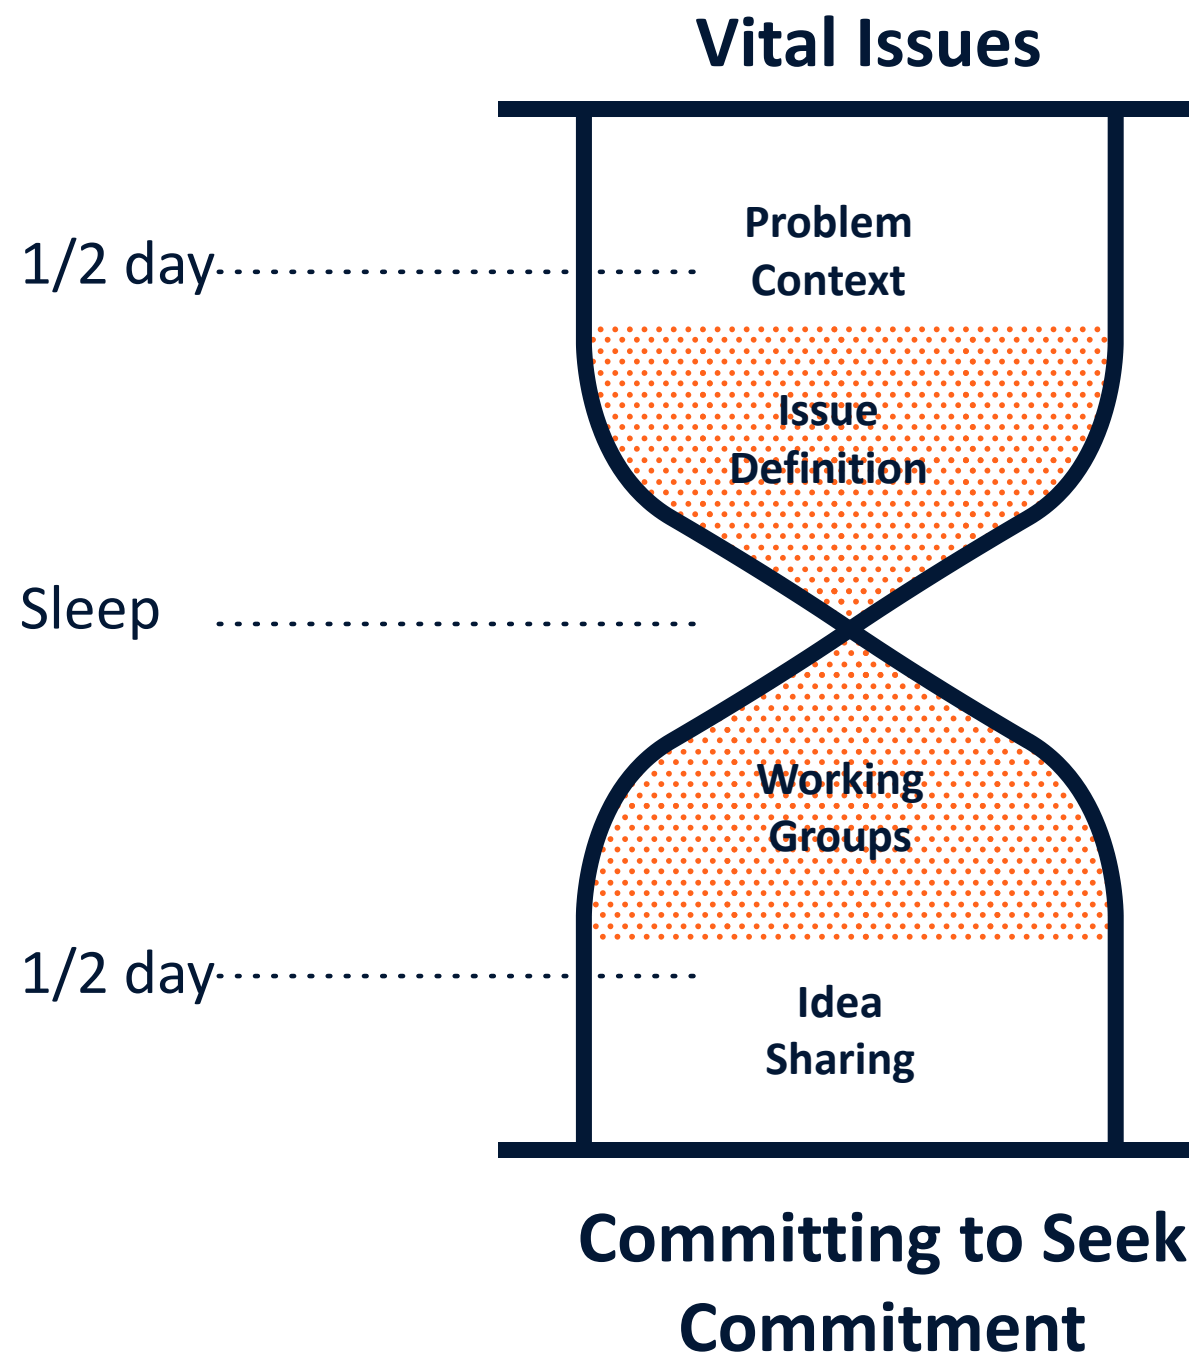 Vital Issues
Problem
1/2 day
Context
Issue
Definition
Sleep
Working
Groups
1/2 day
Idea
Sharing
Committing to Seek
Commitment